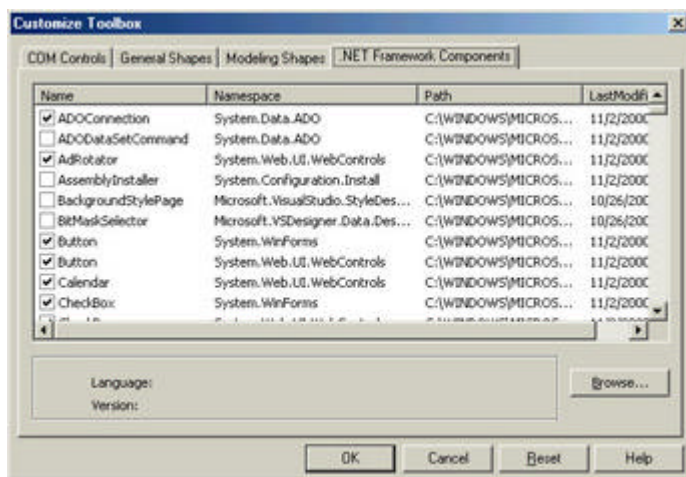 Customize Toolbox
COM Controls General Shapes Modeling Shapes .NET Framework Components
Name Namespace Path LastModifi
ADOConnection System.Data.ADO C:\WINDOWS\MICROS... 11/2/2000
ADODataSetCommand System.Data.ADO C:\WINDOWS\MICROS... 11/2/2000
AdRotator System.Web.UI.WebControls C:\WINDOWS\MICROS... 11/2/2000
AssemblyInstaller System.Configuration.Install C:\WINDOWS\MICROS... 11/2/2000
BackgroundStylePage Microsoft.VisualStudio.StyleDes... C:\WINDOWS\MICROS... 10/26/200
BitMaskSelector Microsoft.VSDesigner.Data.Des... C:\WINDOWS\MICROS... 10/26/200
Button System.WinForms C:\WINDOWS\MICROS... 11/2/2000
Button System.Web.UI.WebControls C:\WINDOWS\MICROS... 11/2/2000
Calendar System.Web.UI.WebControls C:\WINDOWS\MICROS... 11/2/2000
CheckBox System.WinForms C:\WINDOWS\MICROS... 11/2/2000
Language:
Browse...
Version:
OK Cancel Reset Help